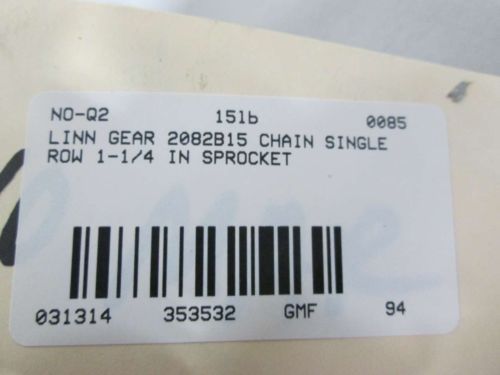 NO-Q2 15lb 0085
LINN GEAR 2082B15 CHAIN SINGLE
ROW 1-1/4 IN SPROCKET
031314 353532 GMF 94